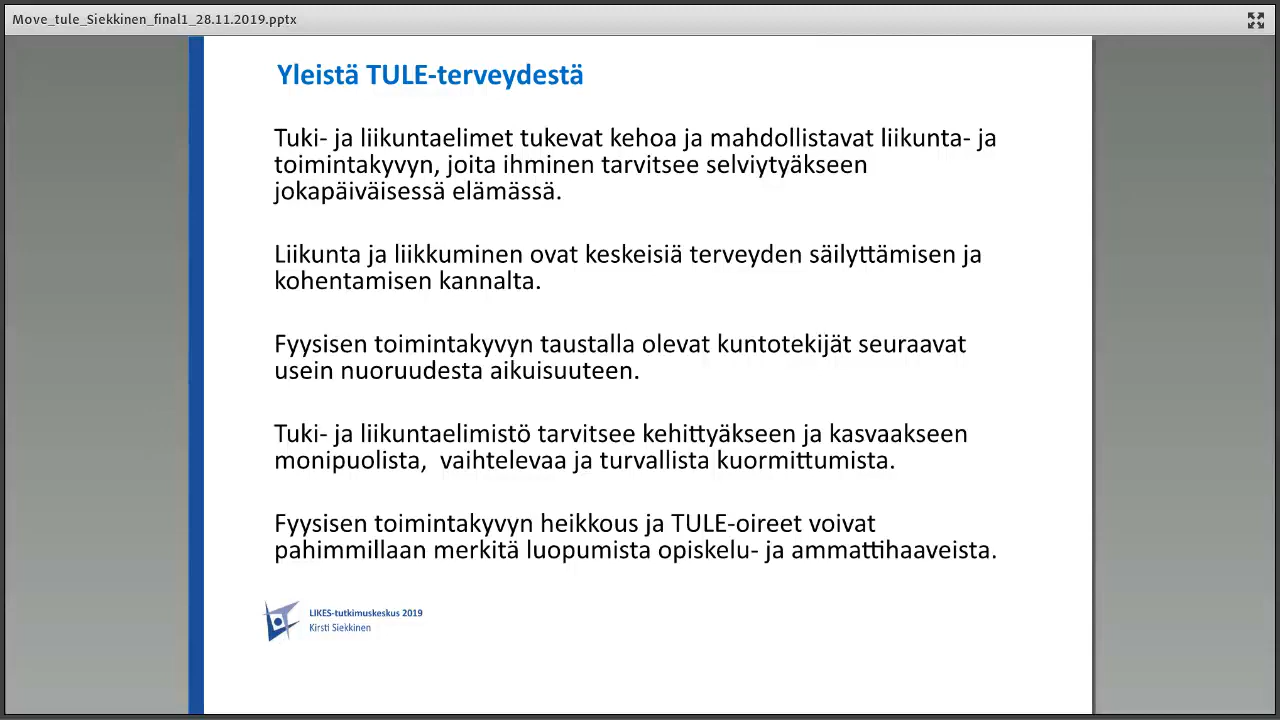 Move_tule_Siekkinen_final1_28.11.2019.pptx
Yleistä TULE-terveydestä
Tuki- ja liikuntaelimet tukevat kehoa ja mahdollistavat liikunta- ja
toimintakyvyn, joita ihminen tarvitsee selviytyäkseen
jokapäiväisessä elämässä.
Liikunta ja liikkuminen ovat keskeisiä terveyden säilyttämisen ja
kohentamisen kannalta.
Fyysisen toimintakyvyn taustalla olevat kuntotekijät seuraavat
usein nuoruudesta aikuisuuteen.
Tuki- ja liikuntaelimistö tarvitsee kehittyäkseen ja kasvaakseen
monipuolista,  vaihtelevaa ja turvallista kuormittumista.
Fyysisen toimintakyvyn heikkous ja TULE-oireet voivat
pahimmillaan merkitä luopumista opiskelu- ja ammattihaaveista.
LIKES-tutkimuskeskus 2019
Kirsti Siekkinen